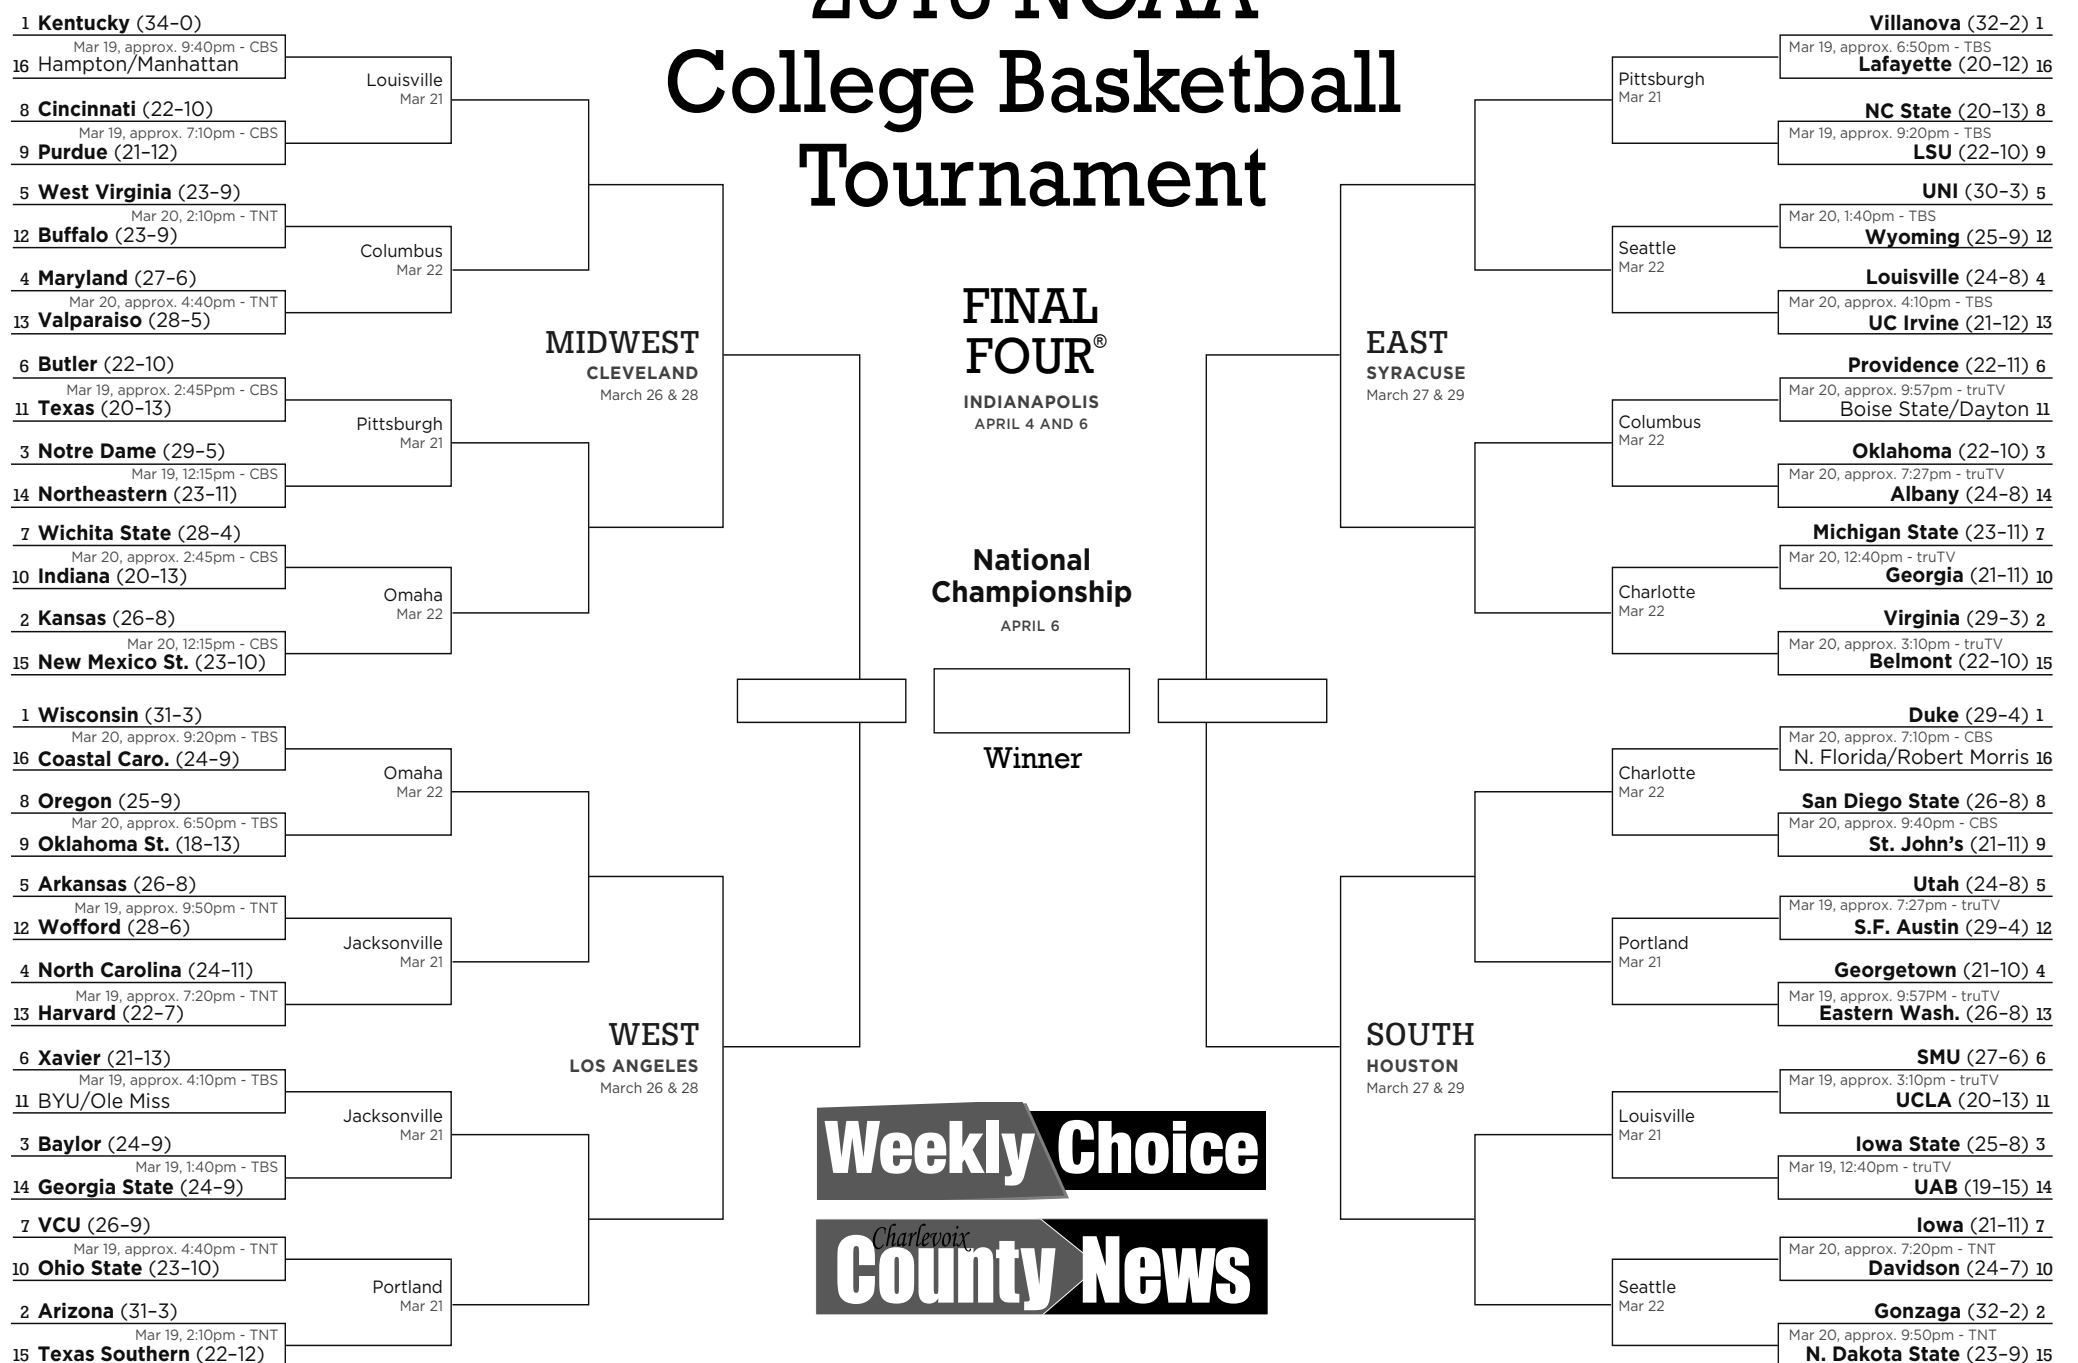 2015 NCAA
College Basketball
Tournament
1 Kentucky (34–0)
Mar 19, approx. 9:40pm - CBS
16 Hampton/Manhattan
8 Cincinnati (22–10)
Mar 19, approx. 7:10pm - CBS
9 Purdue (21–12)
5 West Virginia (23–9)
Mar 20, 2:10pm - TNT
12 Buffalo (23–9)
4 Maryland (27–6)
Mar 20, approx. 4:40pm - TNT
13 Valparaiso (28–5)
6 Butler (22–10)
Mar 19, approx. 2:45Ppm - CBS
11 Texas (20–13)
3 Notre Dame (29–5)
Mar 19, 12:15pm - CBS
14 Northeastern (23–11)
7 Wichita State (28–4)
Mar 20, approx. 2:45pm - CBS
10 Indiana (20–13)
2 Kansas (26–8)
Mar 20, 12:15pm - CBS
15 New Mexico St. (23–10)
Louisville
Mar 21
Columbus
Mar 22
Pittsburgh
Mar 21
Omaha
Mar 22
MIDWEST
CLEVELAND
March 26 & 28
1 Wisconsin (31–3)
Mar 20, approx. 9:20pm - TBS
16 Coastal Caro. (24–9)
8 Oregon (25–9)
Mar 20, approx. 6:50pm - TBS
9 Oklahoma St. (18–13)
5 Arkansas (26–8)
Mar 19, approx. 9:50pm - TNT
12 Wofford (28–6)
4 North Carolina (24–11)
Mar 19, approx. 7:20pm - TNT
13 Harvard (22–7)
6 Xavier (21–13)
Mar 19, approx. 4:10pm - TBS
11 BYU/Ole Miss
3 Baylor (24–9)
Mar 19, 1:40pm - TBS
14 Georgia State (24–9)
7 VCU (26–9)
Mar 19, approx. 4:40pm - TNT
10 Ohio State (23–10)
2 Arizona (31–3)
Mar 19, 2:10pm - TNT
15 Texas Southern (22–12)
Omaha
Mar 22
Jacksonville
Mar 21
Jacksonville
Mar 21
Portland
Mar 21
WEST
LOS ANGELES
March 26 & 28
FINAL
FOUR®
INDIANAPOLIS
APRIL 4 AND 6
National
Championship
APRIL 6
Winner
Weekly Choice
Charlevoix
County News
EAST
SYRACUSE
March 27 & 29
Pittsburgh
Mar 21
Seattle
Mar 22
Columbus
Mar 22
Charlotte
Mar 22
Villanova (32–2) 1
Mar 19, approx. 6:50pm - TBS
Lafayette (20–12) 16
NC State (20–13) 8
Mar 19, approx. 9:20pm - TBS
LSU (22–10) 9
UNI (30–3) 5
Mar 20, 1:40pm - TBS
Wyoming (25–9) 12
Louisville (24–8) 4
Mar 20, approx. 4:10pm - TBS
UC Irvine (21–12) 13
Providence (22–11) 6
Mar 20, approx. 9:57pm - truTV
Boise State/Dayton 11
Oklahoma (22–10) 3
Mar 20, approx. 7:27pm - truTV
Albany (24–8) 14
Michigan State (23–11) 7
Mar 20, 12:40pm - truTV
Georgia (21–11) 10
Virginia (29–3) 2
Mar 20, approx. 3:10pm - truTV
Belmont (22–10) 15
SOUTH
HOUSTON
March 27 & 29
Charlotte
Mar 22
Portland
Mar 21
Louisville
Mar 21
Seattle
Mar 22
Duke (29–4) 1
Mar 20, approx. 7:10pm - CBS
N. Florida/Robert Morris 16
San Diego State (26–8) 8
Mar 20, approx. 9:40pm - CBS
St. John’s (21–11) 9
Utah (24–8) 5
Mar 19, approx. 7:27pm - truTV
S.F. Austin (29–4) 12
Georgetown (21–10) 4
Mar 19, approx. 9:57PM - truTV
Eastern Wash. (26–8) 13
SMU (27–6) 6
Mar 19, approx. 3:10pm - truTV
UCLA (20–13) 11
Iowa State (25–8) 3
Mar 19, 12:40pm - truTV
UAB (19–15) 14
Iowa (21–11) 7
Mar 20, approx. 7:20pm - TNT
Davidson (24–7) 10
Gonzaga (32–2) 2
Mar 20, approx. 9:50pm - TNT
N. Dakota State (23–9) 15